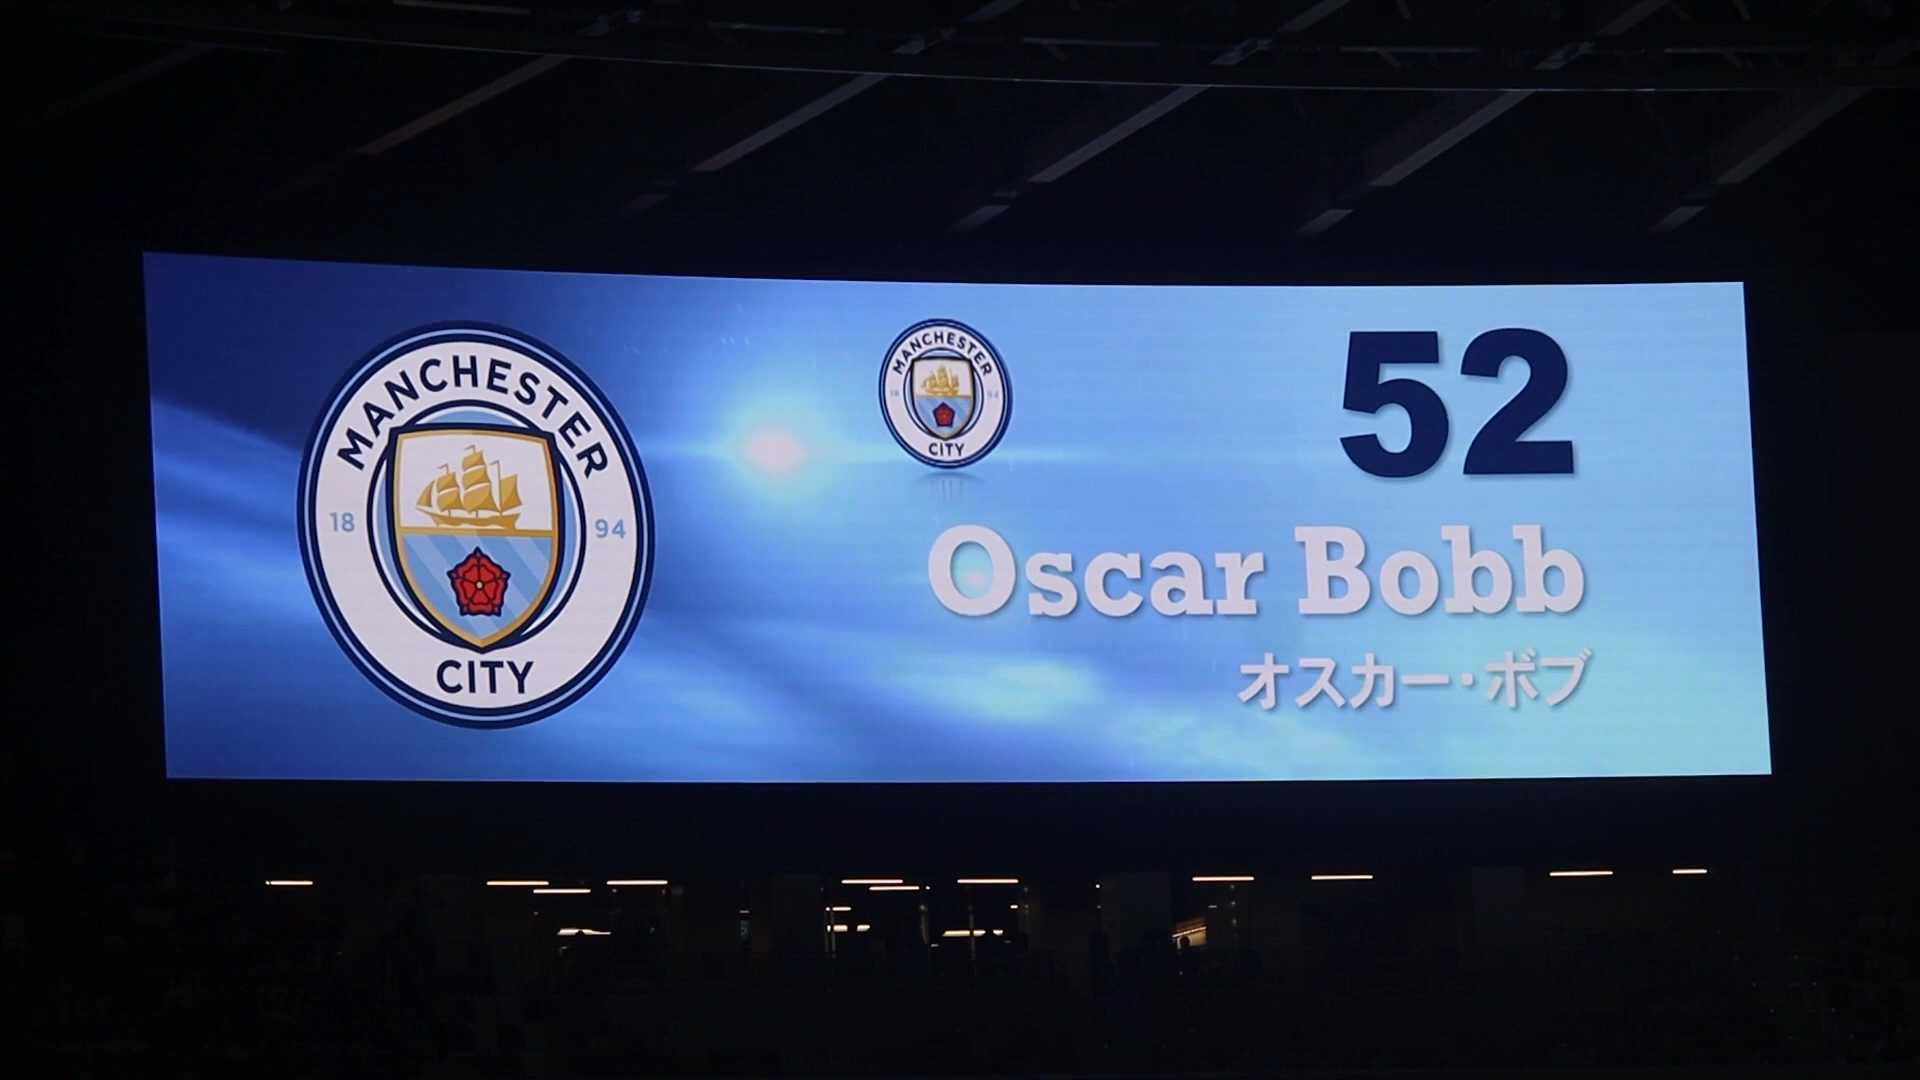 MANCHESTER
18 94
CITY
MANCHESTER
18 94
CITY
52
Oscar Bobb
オスカー・ボブ